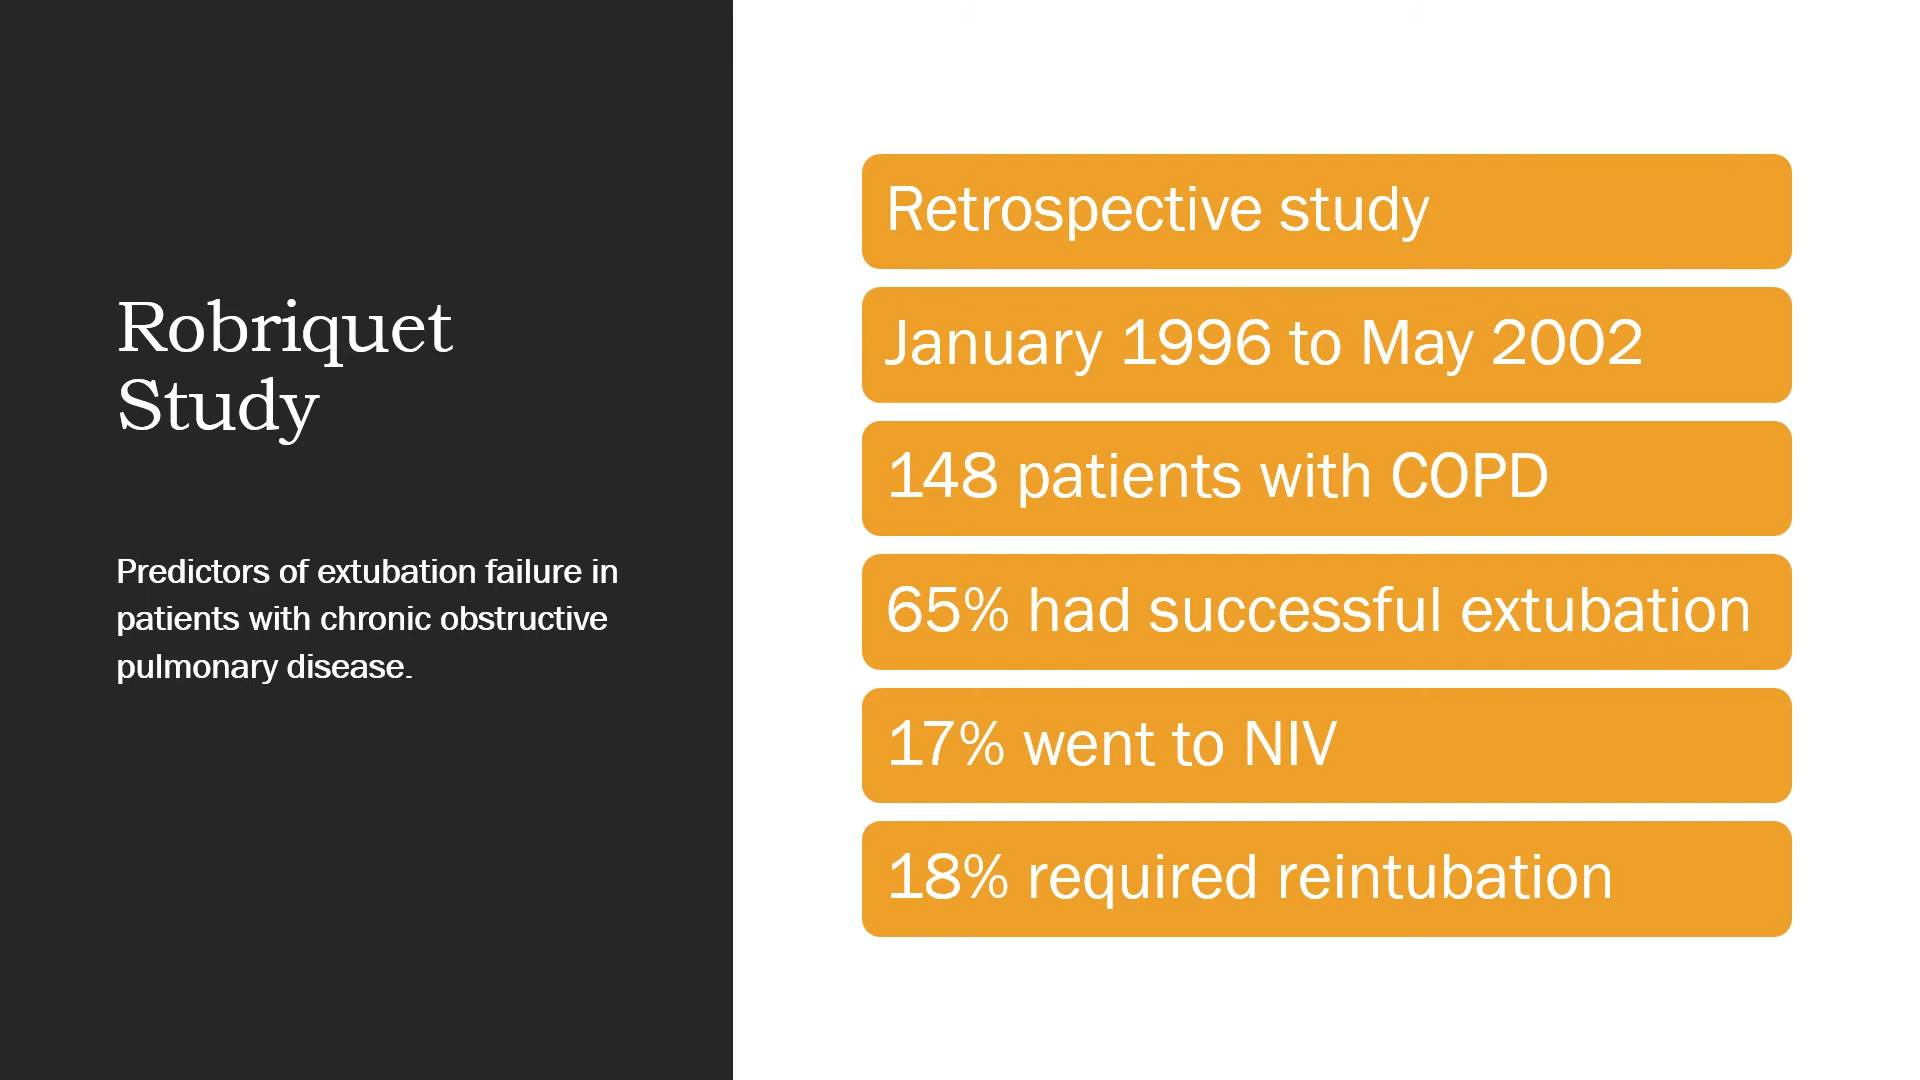 Robriquet
Study
Predictors of extubation failure in
patients with chronic obstructive
pulmonary disease.
Retrospective study
January 1996 to May 2002
148 patients with COPD
65% had successful extubation
17% went to NIV
18% required reintubation